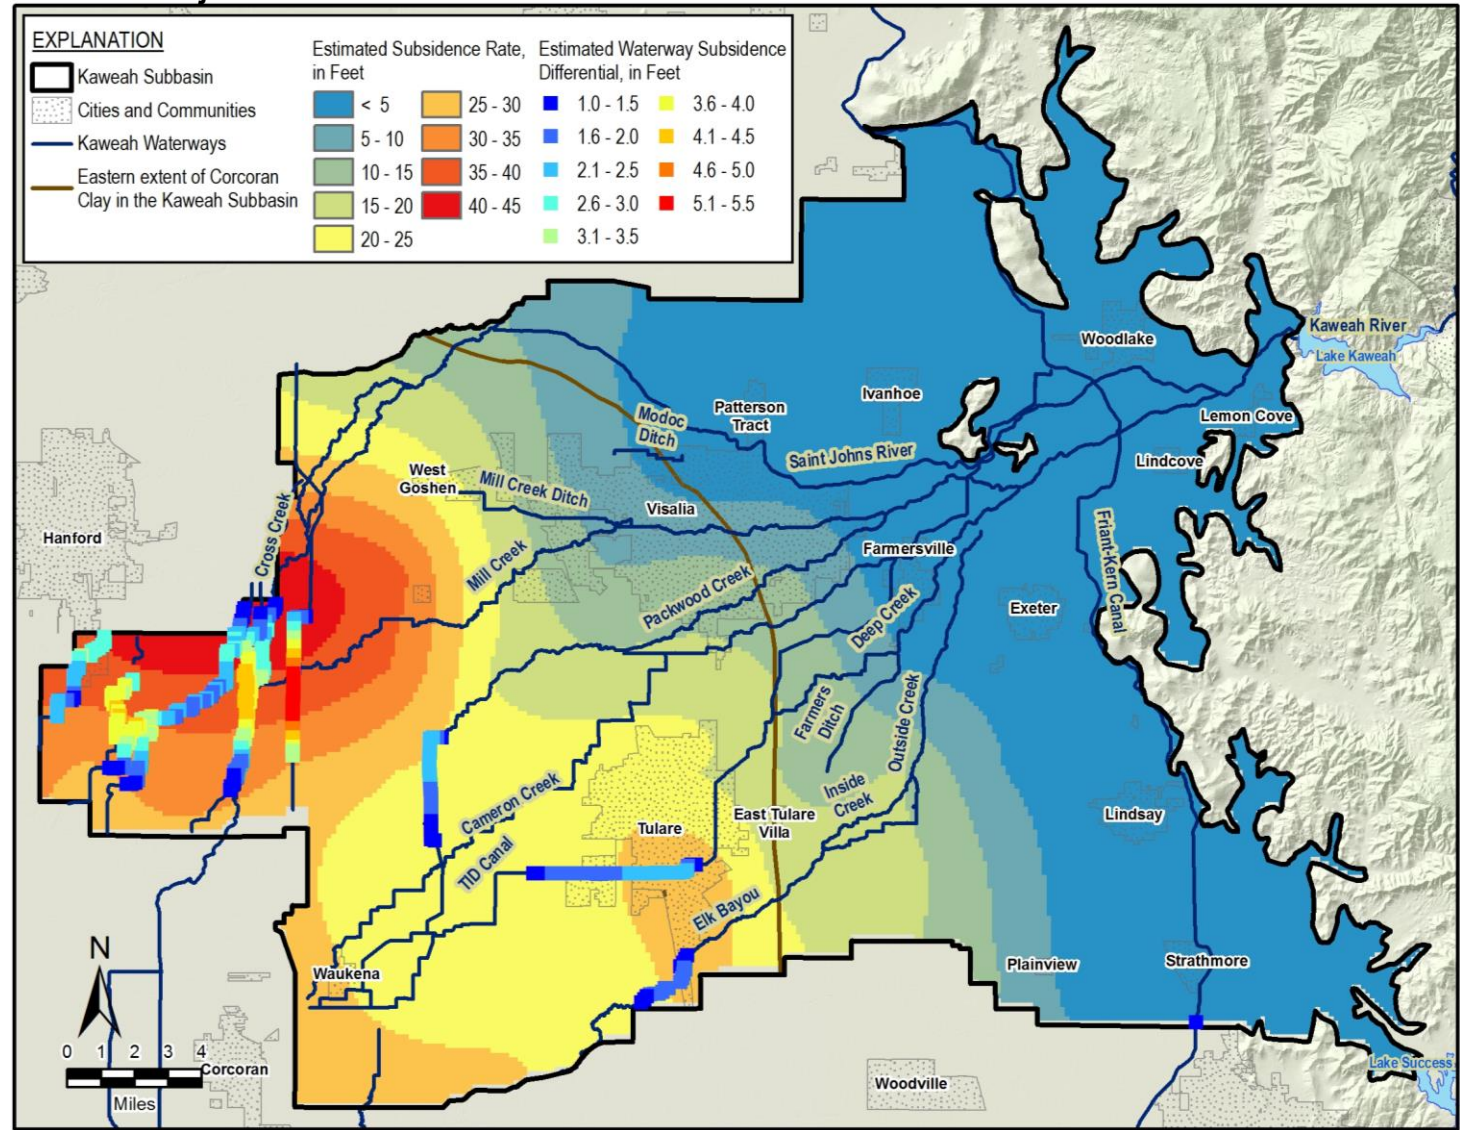 EXPLANATION
Kaweah Subbasin
Cities and Communities
Kaweah Waterways
Eastern extent of Corcoran
Clay in the Kaweah Subbasin
Estimated Subsidence Rate,
in Feet
< 5
5 - 10
10 - 15
15 - 20
20 - 25
25 - 30
30 - 35
35 - 40
40 - 45
Estimated Waterway Subsidence
Differential, in Feet
1.0 - 1.5
1.6 - 2.0
2.1 - 2.5
2.6 - 3.0
3.1 - 3.5
3.6 - 4.0
4.1 - 4.5
4.6 - 5.0
5.1 - 5.5
Kaweah River
Woodlake
Lake Kaweah
Ivanhoe
Patterson
Tract
Modoc
Ditch
Lemon Cove
Saint Johns River
Lindcove
West
Goshen
Mill Creek Ditch
Visalia
Hanford
Cross Creek
Farmersville
Mill Creek
Packwood Creek
Friant-Kern Canal
Deep Creek
Exeter
Farmers
Ditch
Outside Creek
Inside
Creek
Cameron Creek
TID Canal
Tulare
East Tulare
Villa
Lindsay
Elk Bayou
N
Waukena
Plainview
Strathmore
0 1 2 3 4
Miles
Corcoran
Woodville
Lake Success